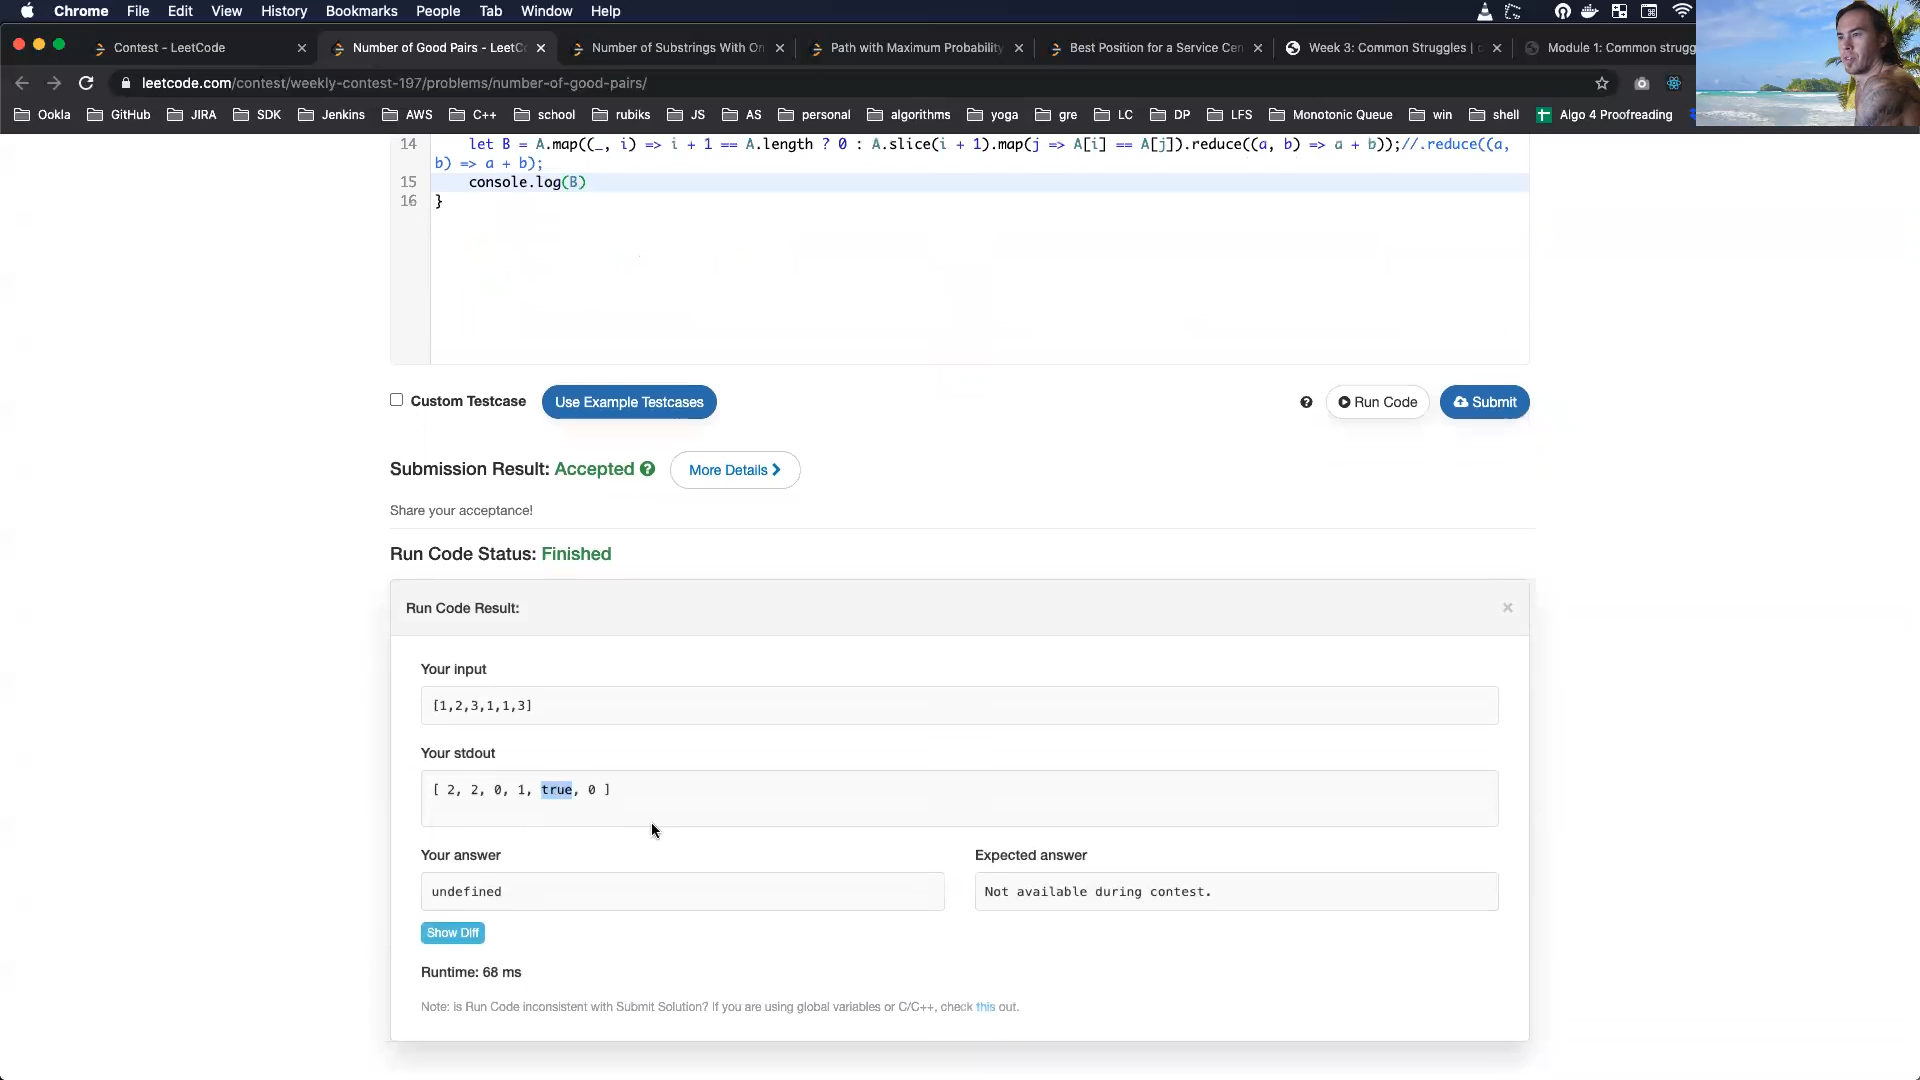 Chrome File Edit View History Bookmarks People Tab Window Help
Contest - LeetCode
Number of Good Pairs - LeetC
Number of Substrings With On
Path with Maximum Probability
Best Position for a Service Cen
Week 3: Common Struggles |
Module 1: Common strugg
leetcode.com/contest/weekly-contest-197/problems/number-of-good-pairs/
Ookla GitHub JIRA SDK Jenkins AWS C++ school rubiks JS AS personal algorithms yoga gre LC DP LFS Monotonic Queue win shell Algo 4 Proofreading
14 let B = A.map((_, i) => i + 1 == A.length ? 0 : A.slice(i + 1).map(j => A[i] == A[j]).reduce((a, b) => a + b));//.reduce((a,
b) => a + b);
15 console.log(B)
16 }
Custom Testcase Use Example Testcases Run Code Submit
Submission Result: Accepted More Details
Share your acceptance!
Run Code Status: Finished
Run Code Result: ×
Your input
[1,2,3,1,1,3]
Your stdout
[ 2, 2, 0, 1, true, 0 ]
Your answer Expected answer
undefined Not available during contest.
Show Diff
Runtime: 68 ms
Note: is Run Code inconsistent with Submit Solution? If you are using global variables or C/C++, check this out.